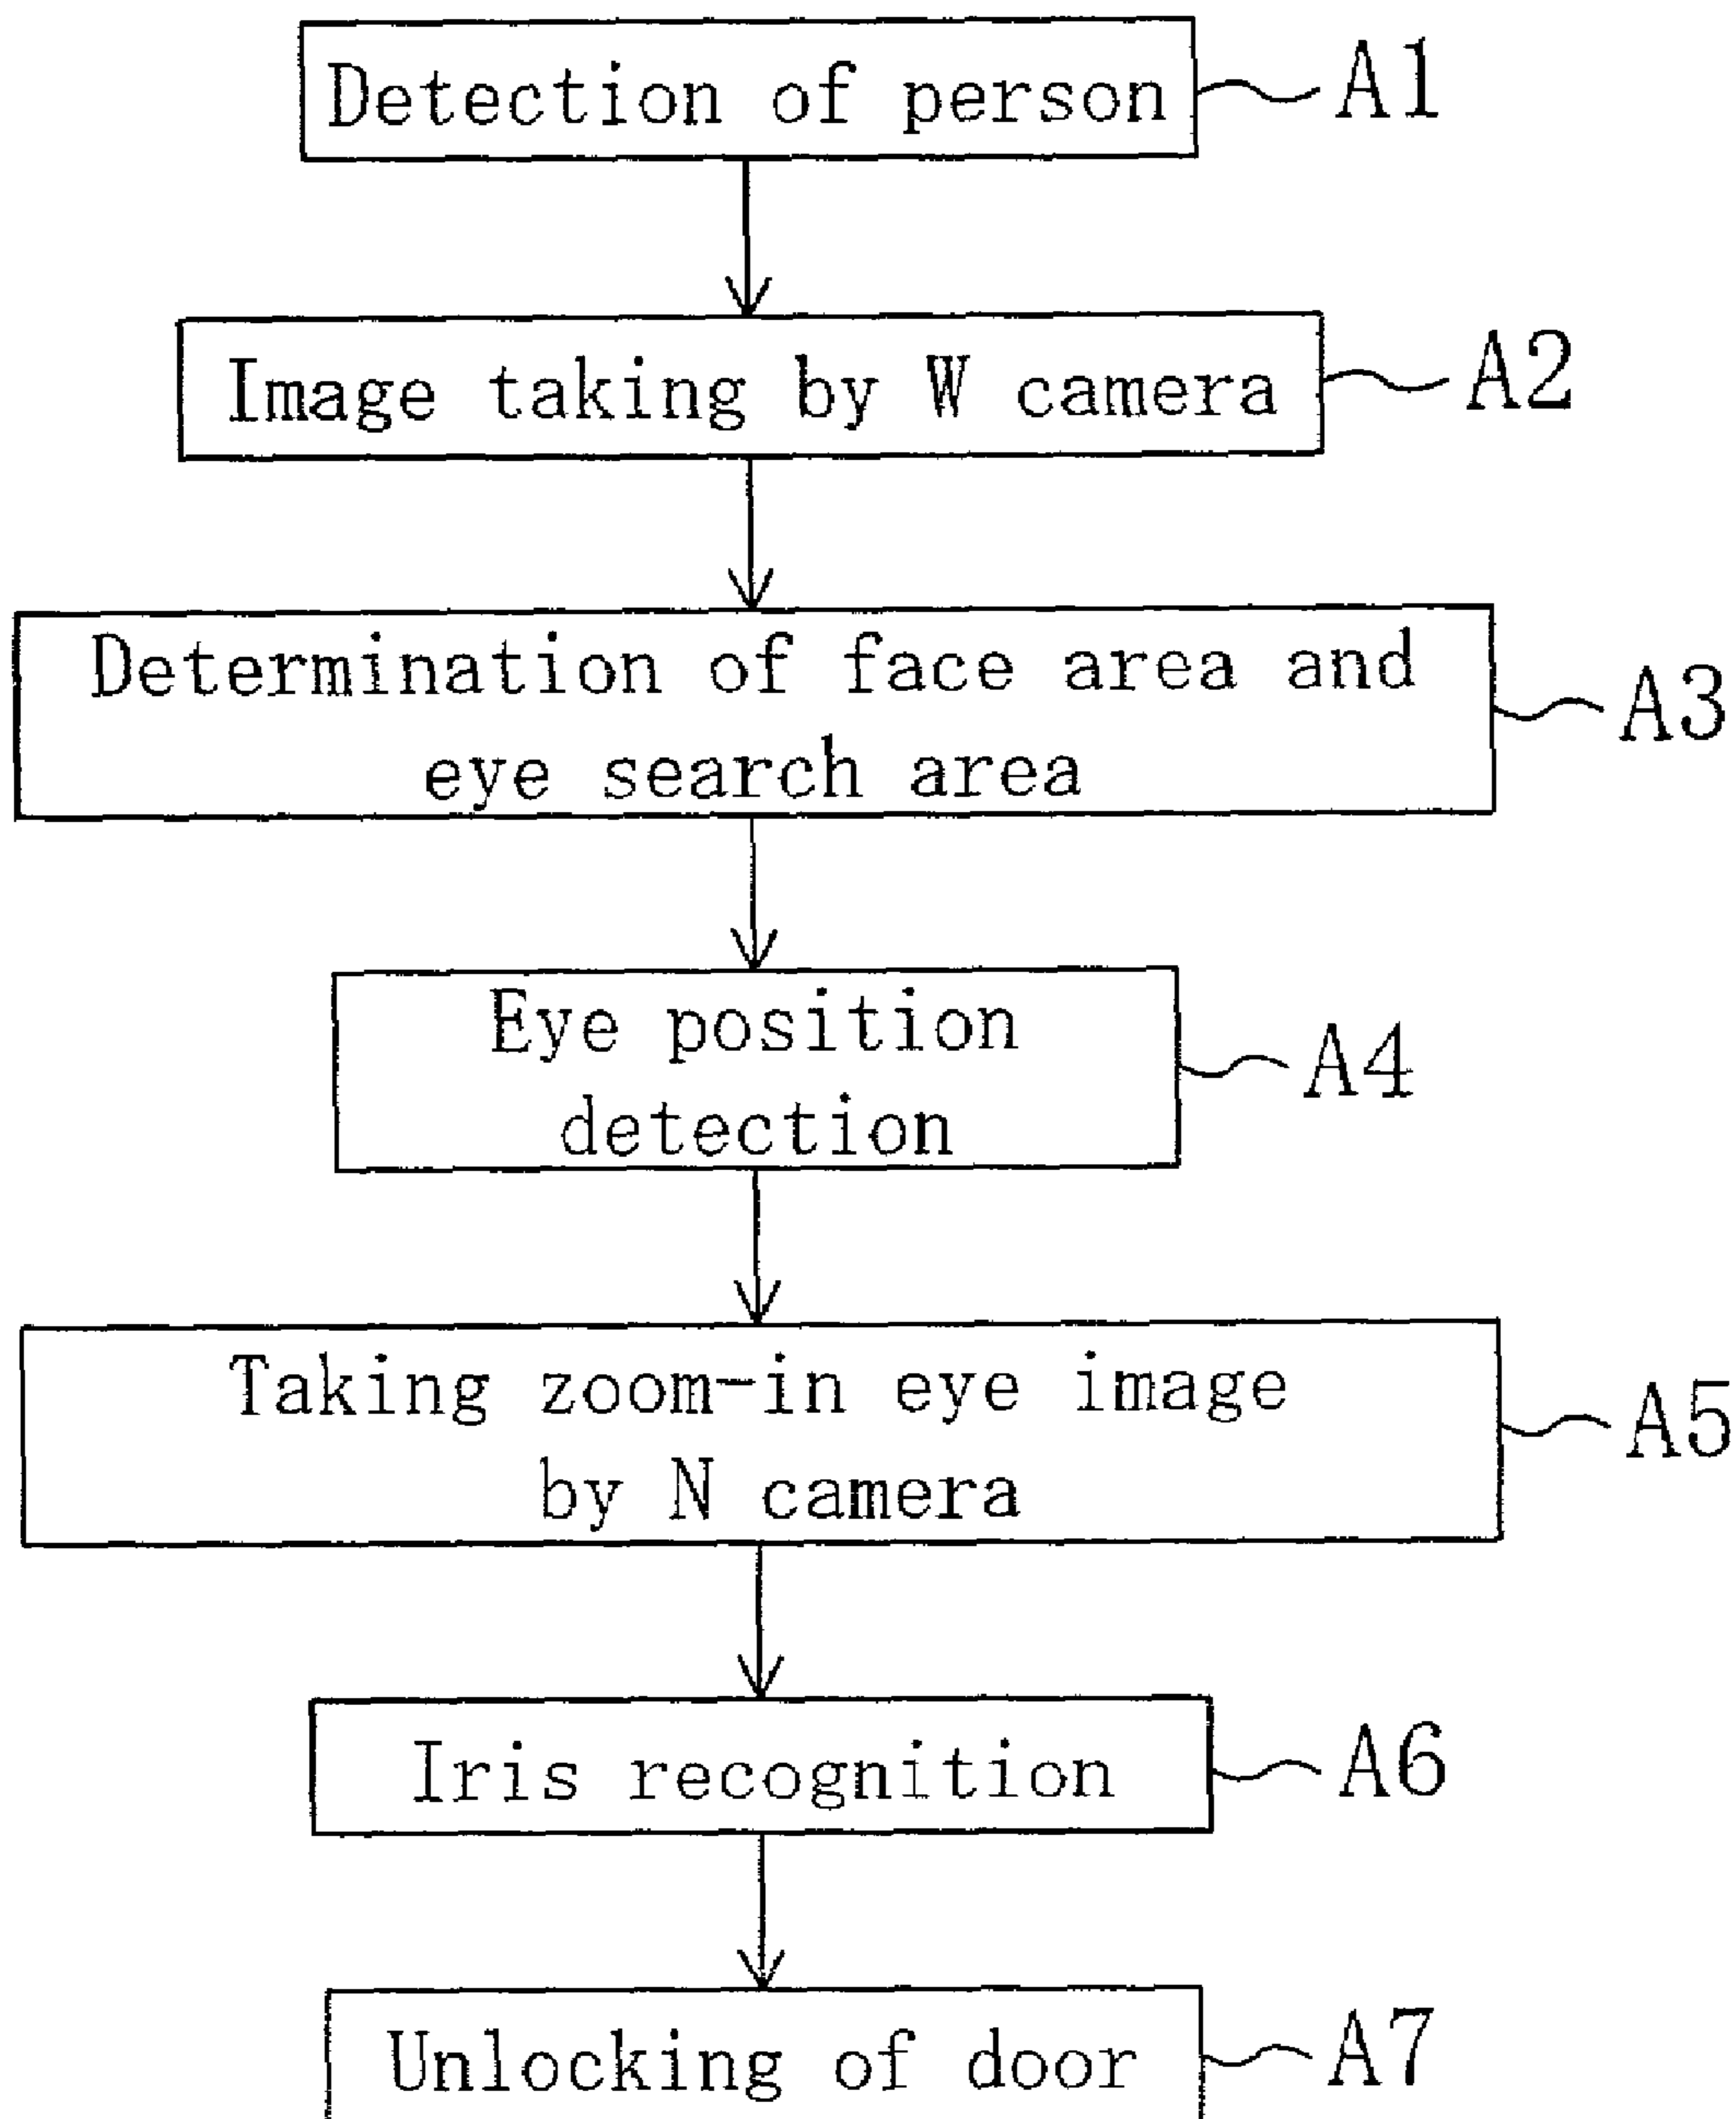 Detection of person A1
Image taking by W camera A2
Determination of face area and
eye search area A3
Eye position
detection A4
Taking zoom-in eye image
by N camera A5
Iris recognition A6
Unlocking of door A7